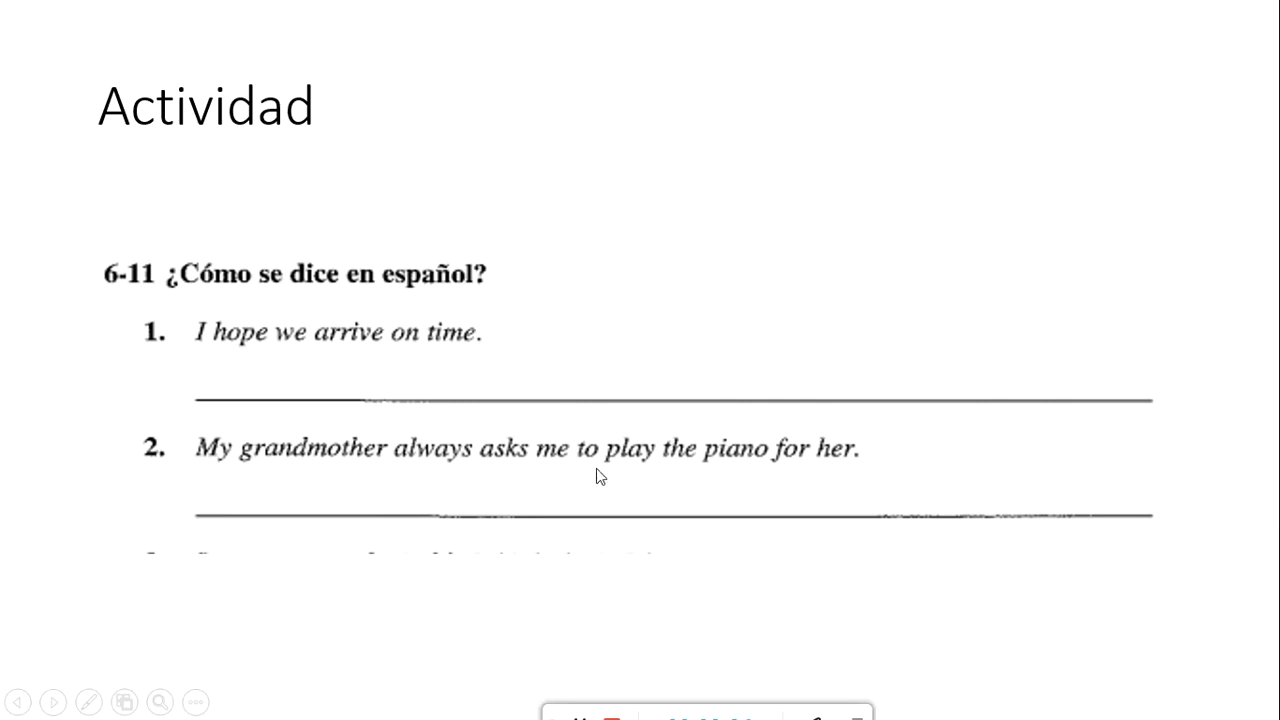 Actividad
6-11 ¿Cómo se dice en español?
1. I hope we arrive on time.
2. My grandmother always asks me to play the piano for her.